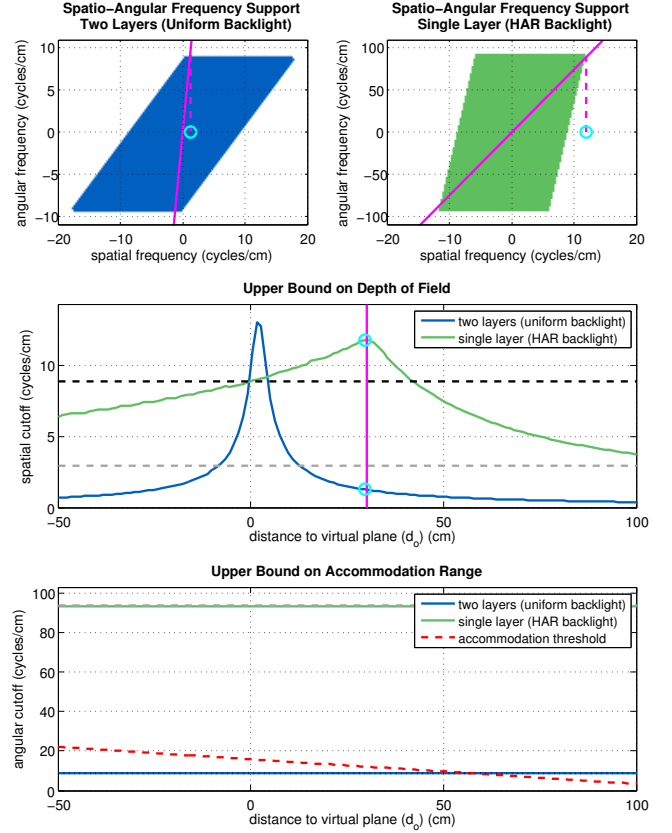 Spatio−Angular Frequency Support
Two Layers (Uniform Backlight)
angular frequency (cycles/cm)
10
5
0
−5
−10
−20
−10
0
10
20
spatial frequency (cycles/cm)
Spatio−Angular Frequency Support
Single Layer (HAR Backlight)
angular frequency (cycles/cm)
100
50
0
−50
−100
−20
−10
0
10
20
spatial frequency (cycles/cm)
Upper Bound on Depth of Field
spatial cutoff (cycles/cm)
10
5
0
−50
0
50
100
two layers (uniform backlight)
single layer (HAR backlight)
distance to virtual plane (dₒ) (cm)
Upper Bound on Accommodation Range
angular cutoff (cycles/cm)
100
80
60
40
20
0
−50
0
50
100
two layers (uniform backlight)
single layer (HAR backlight)
accommodation threshold
distance to virtual plane (dₒ) (cm)